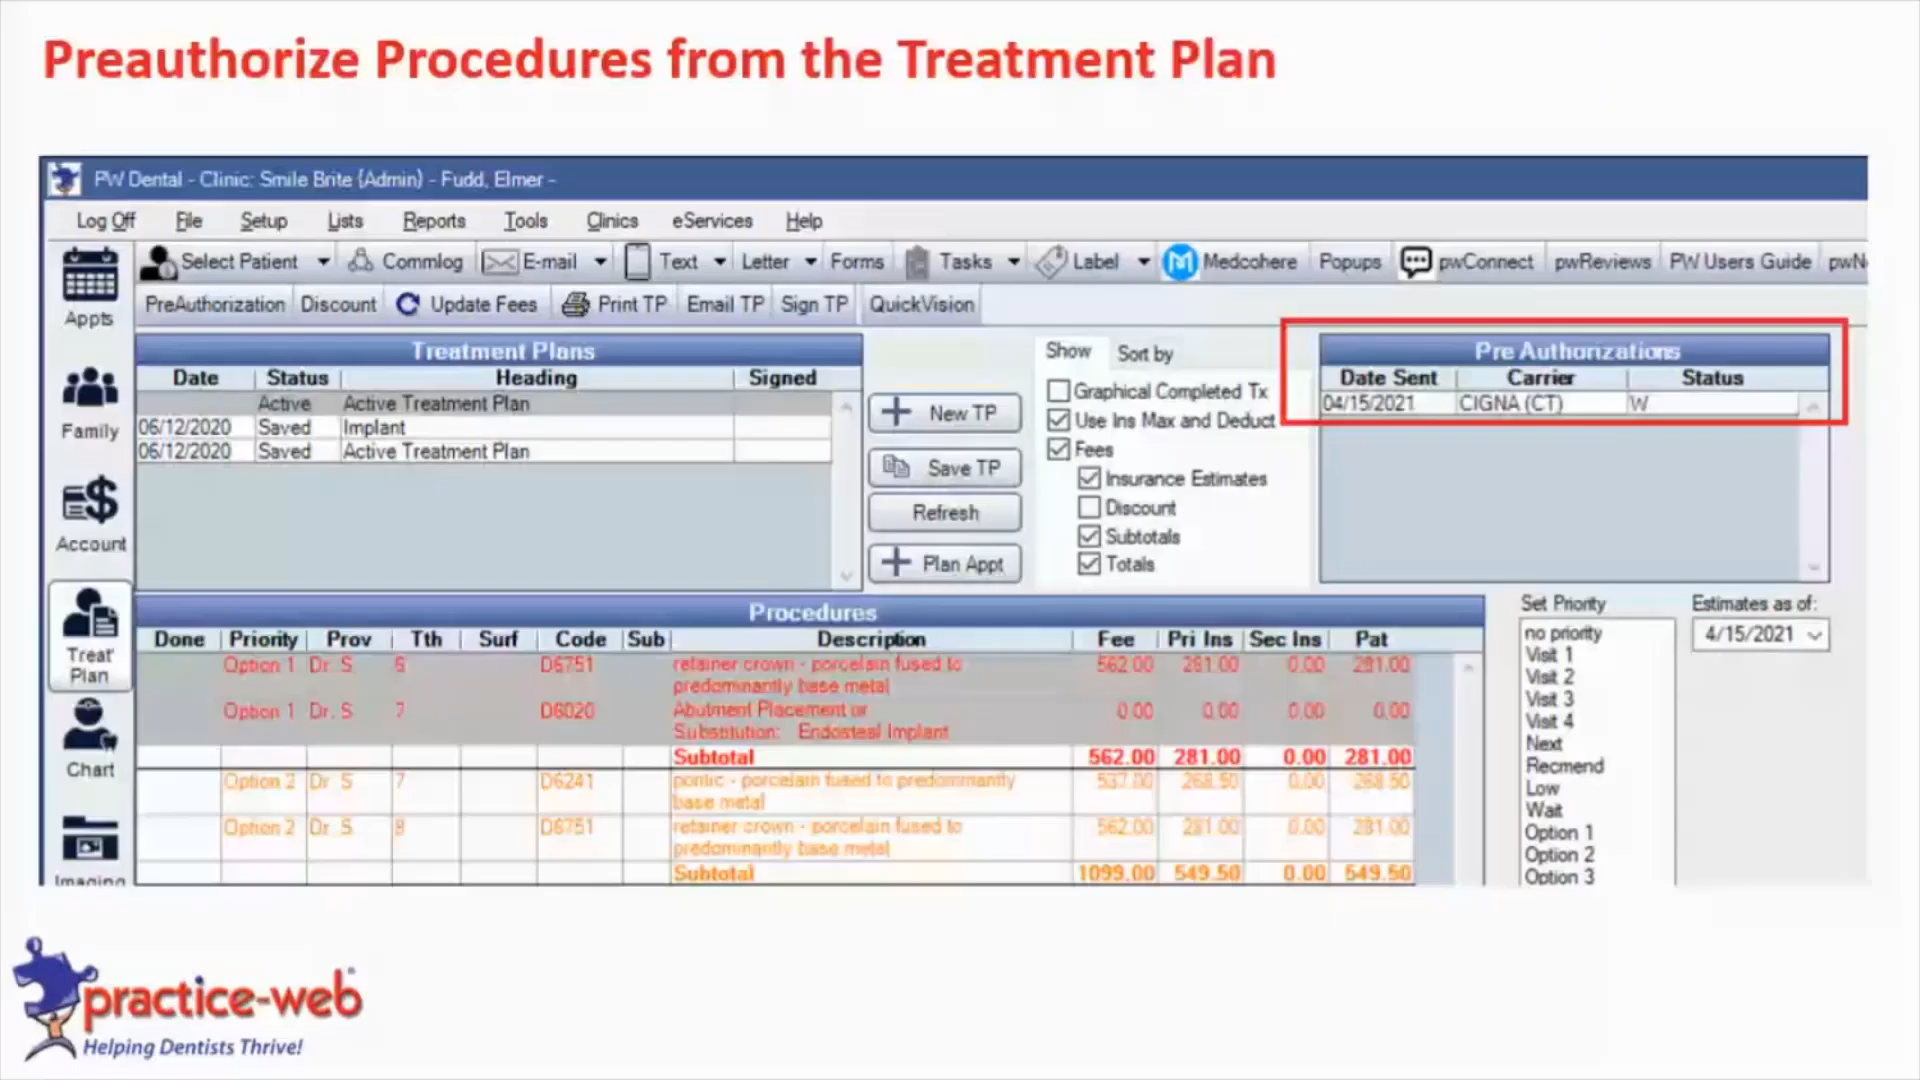 Preauthorize Procedures from the Treatment Plan
PW Dental - Clinic: Smile Brite (Admin) - Fudd, Elmer -
Log Off File Setup Lists Reports Tools Clinics eServices Help
Select Patient Commlog E-mail Text Letter Forms Tasks Label Medcohere Popups pwConnect pwReviews PW Users Guide pwN
PreAuthorization Discount Update Fees Print TP Email TP Sign TP QuickVision
Appts
Family
Account
Treat' Plan
Chart
Imaging
Treatment Plans
Date Status Heading Signed
Active Active Treatment Plan
06/12/2020 Saved Implant
06/12/2020 Saved Active Treatment Plan
New TP
Save TP
Refresh
Plan Appt
Show Sort by
Graphical Completed Tx
Use Ins Max and Deduct
Fees
Insurance Estimates
Discount
Subtotals
Totals
Pre Authorizations
Date Sent Carrier Status
04/15/2021 CIGNA (CT) W
Procedures
Done Priority Prov Tth Surf Code Sub Description Fee Pri Ins Sec Ins Pat
Option 1 Dr. S 6 D6751 retainer crown - porcelain fused to 562.00 281.00 0.00 281.00
predominantly base metal
Option 1 Dr. S 7 D6020 Abutment Placement or 0.00 0.00 0.00 0.00
Substitution: Endosteal Implant
Subtotal 562.00 281.00 0.00 281.00
Option 2 Dr. S 7 D6241 pontic - porcelain fused to predominantly 537.00 268.50 0.00 268.50
base metal
Option 2 Dr. S 8 D6751 retainer crown - porcelain fused to 562.00 281.00 0.00 281.00
predominantly base metal
Subtotal 1099.00 549.50 0.00 549.50
Set Priority
no priority
Visit 1
Visit 2
Visit 3
Visit 4
Next
Recmend
Low
Wait
Option 1
Option 2
Option 3
Estimates as of:
4/15/2021
practice-web®
Helping Dentists Thrive!